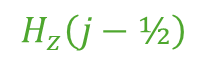 H_Z(j – ½)